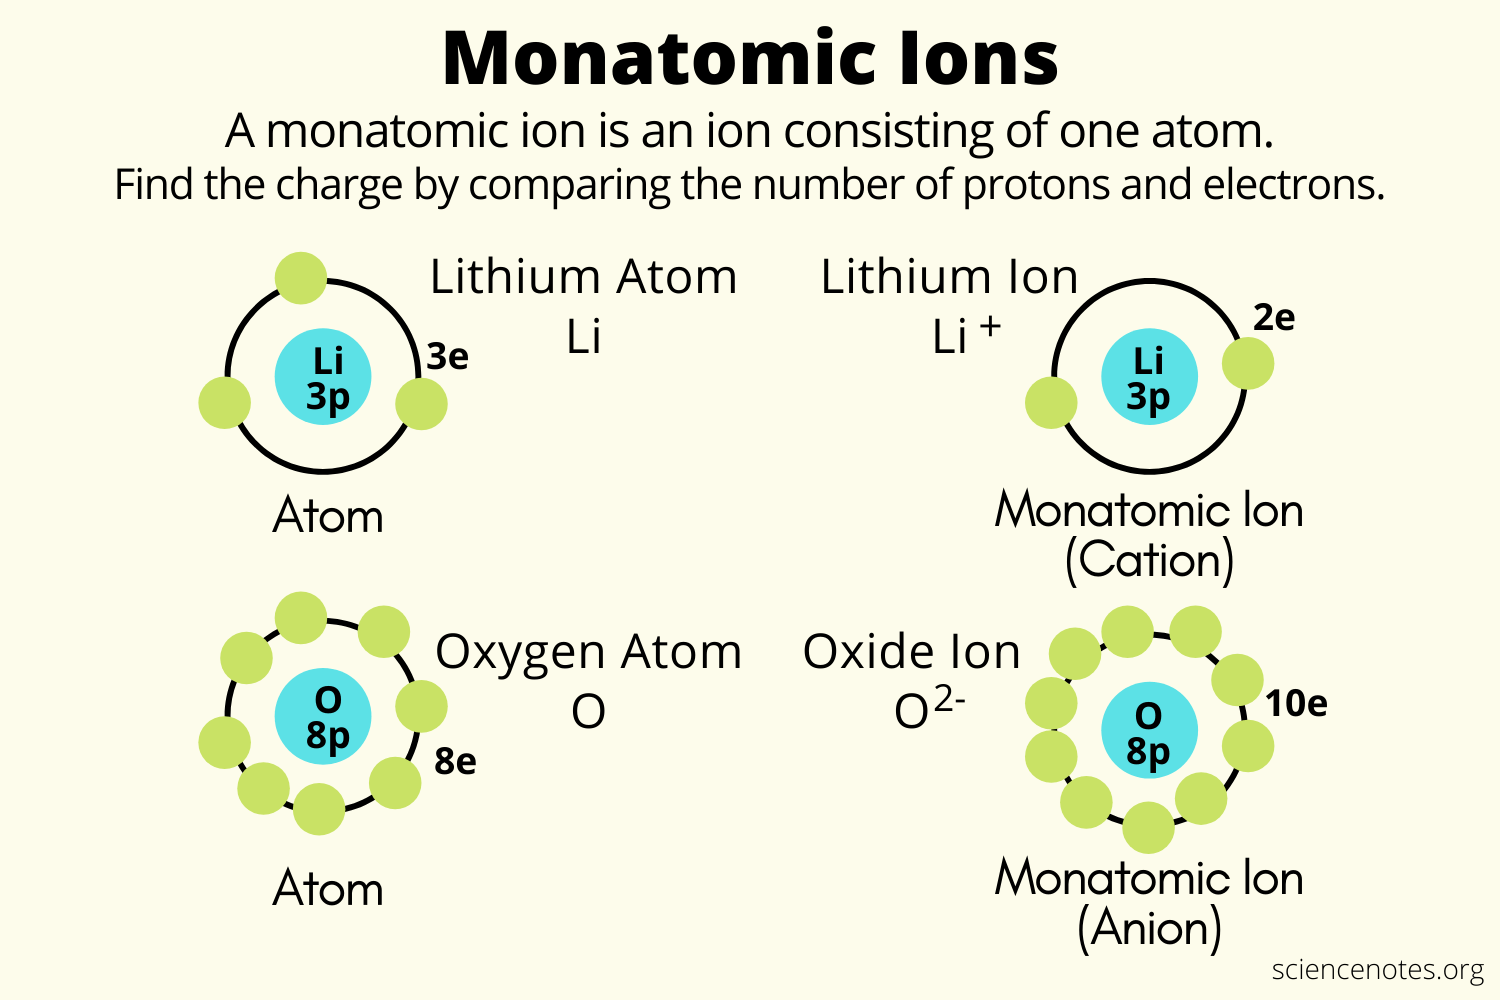 Monatomic Ions
A monatomic ion is an ion consisting of one atom.
Find the charge by comparing the number of protons and electrons.
Lithium Atom
Li
Li
3p
3e
Atom
Lithium Ion
Li +
Li
3p
2e
Monatomic Ion
(Cation)
Oxygen Atom
O
O
8p
8e
Atom
Oxide Ion
O2-
O
8p
10e
Monatomic Ion
(Anion)
sciencenotes.org